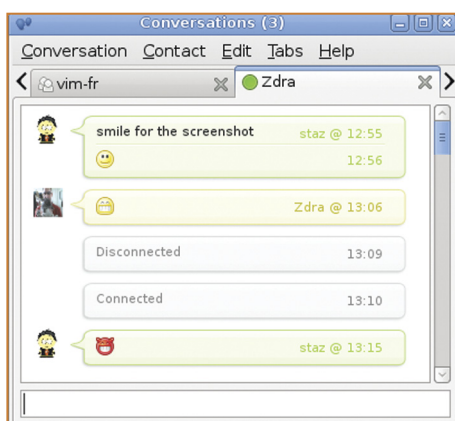 Conversations (3)
Conversation Contact Edit Tabs Help
vim-fr Zdra
smile for the screenshot staz @ 12:55
12:56
Zdra @ 13:06
Disconnected 13:09
Connected 13:10
staz @ 13:15